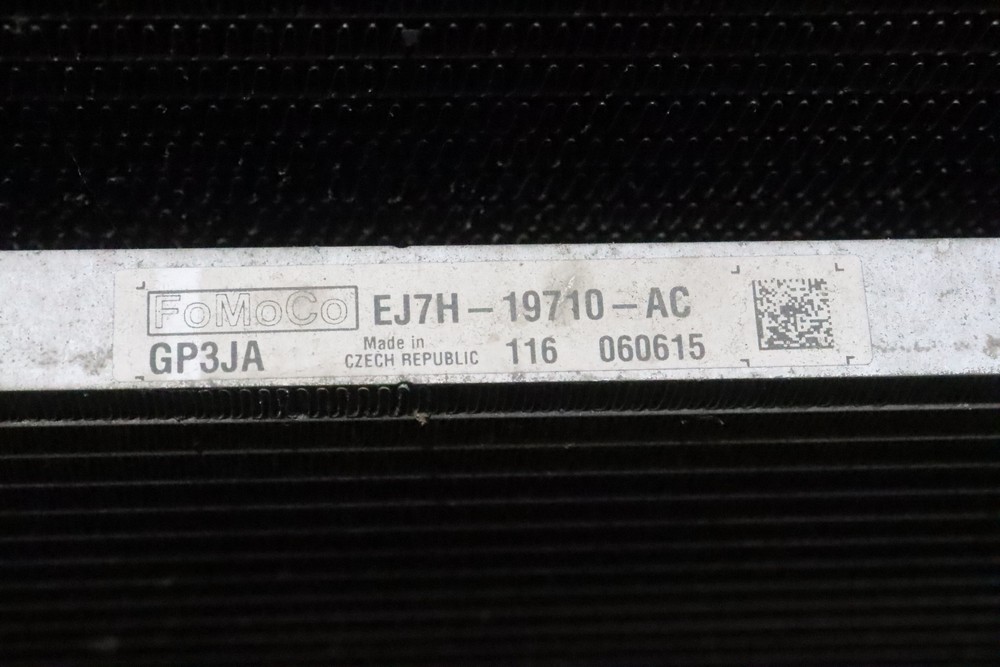 FoMoCo EJ7H-19710-AC
GP3JA Made in CZECH REPUBLIC 116 060615